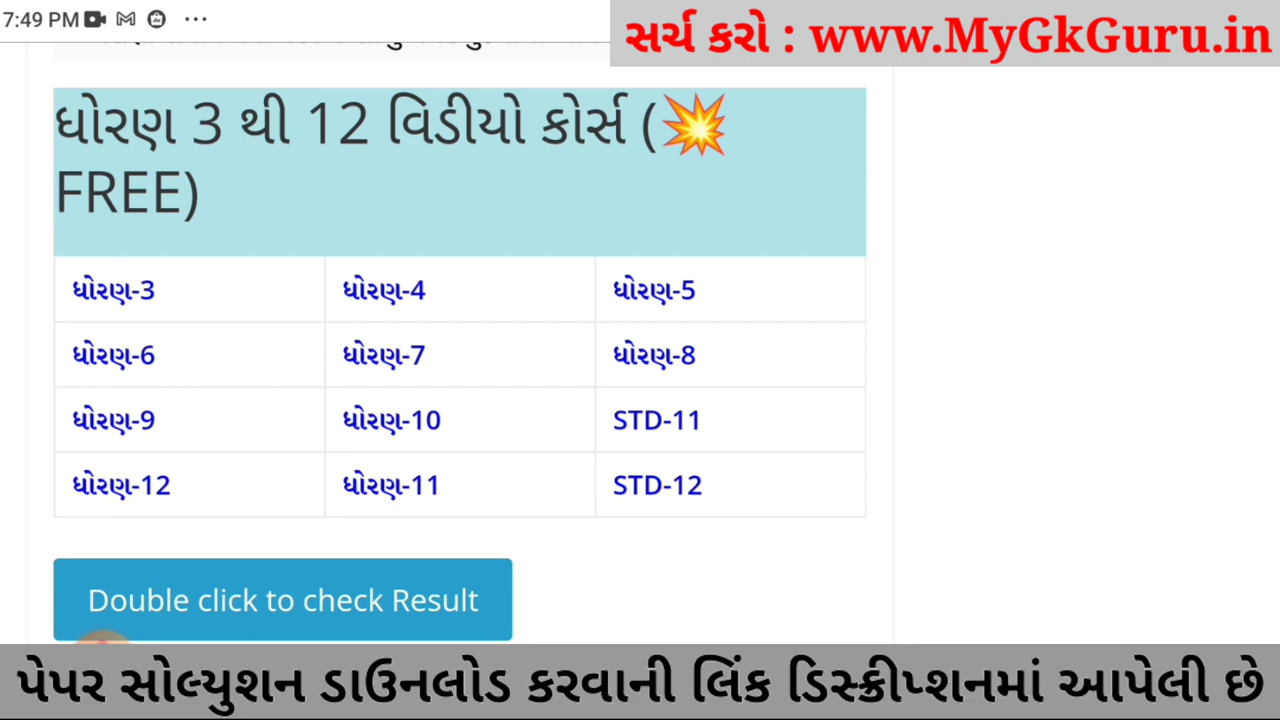 7:49 PM
સર્ચ કરો : www.MyGkGuru.in
ધોરણ 3 થી 12 વિડીયો કોર્સ (💥
FREE)
ધોરણ-3 ધોરણ-4 ધોરણ-5
ધોરણ-6 ધોરણ-7 ધોરણ-8
ધોરણ-9 ધોરણ-10 STD-11
ધોરણ-12 ધોરણ-11 STD-12
Double click to check Result
પેપર સોલ્યુશન ડાઉનલોડ કરવાની લિંક ડિસ્ક્રીપ્શનમાં આપેલી છે